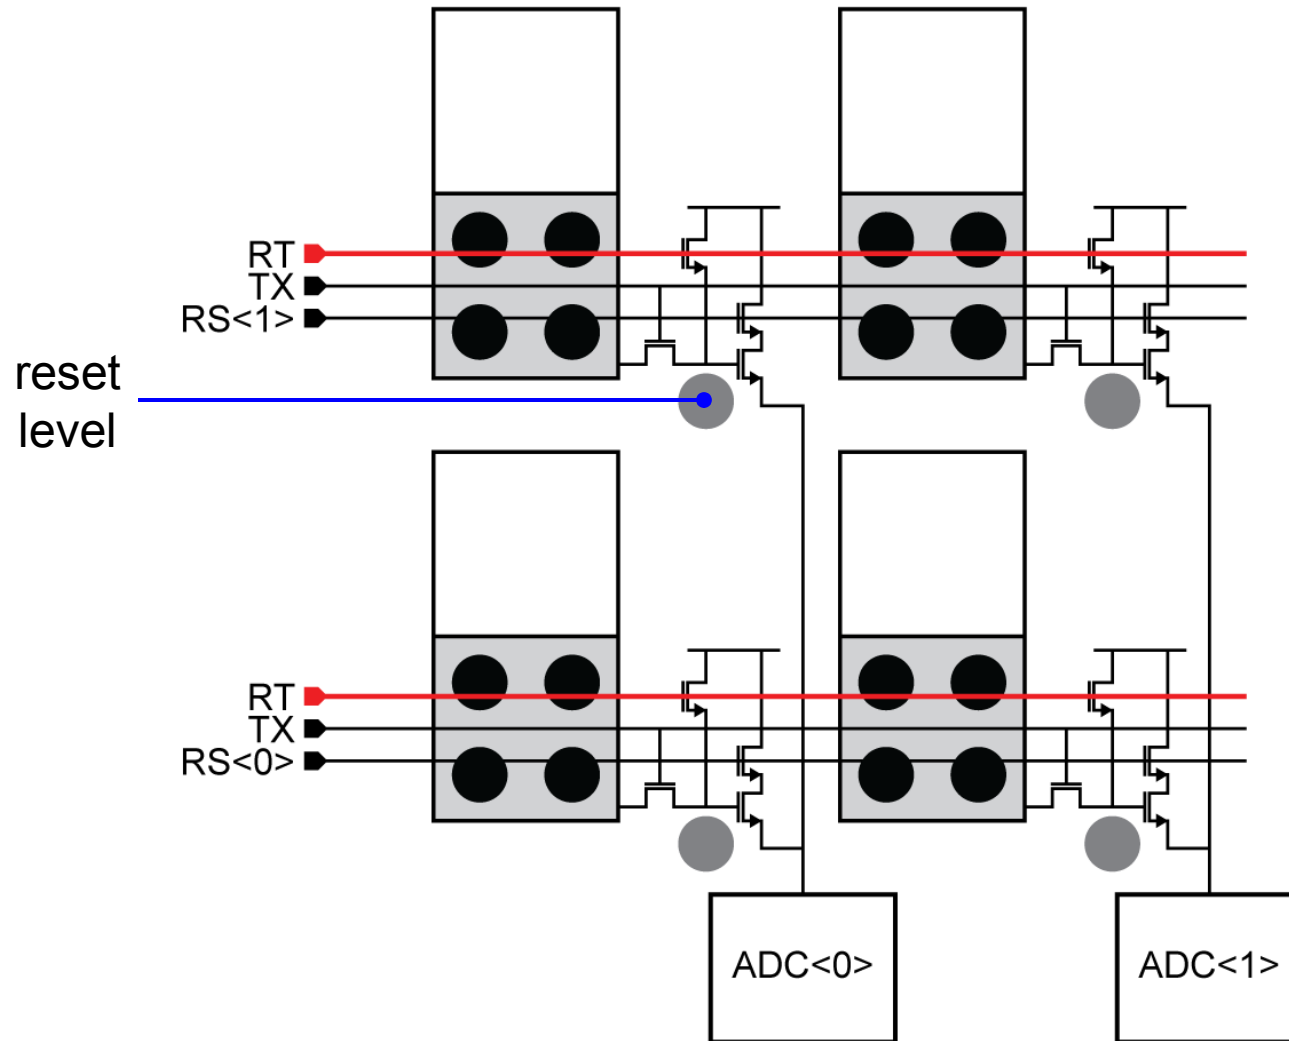 RT
TX
RS<1>
reset
level
RT
TX
RS<0>
ADC<0>
ADC<1>